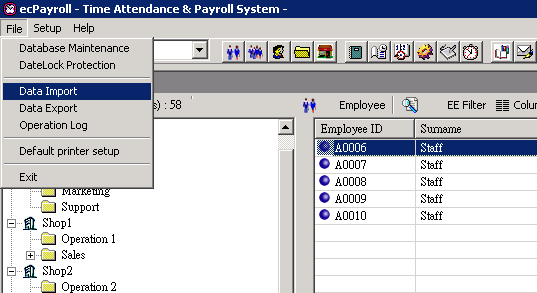 ecPayroll - Time Attendance & Payroll System -
File Setup Help
Database Maintenance
DateLock Protection
Data Import
Data Export
Operation Log
Default printer setup
Exit
) : 58
Employee EE Filter Colu
Employee ID Surname
A0006 Staff
A0007 Staff
A0008 Staff
A0009 Staff
A0010 Staff
Marketing
Support
Shop1
Operation 1
Sales
Shop2
Operation 2